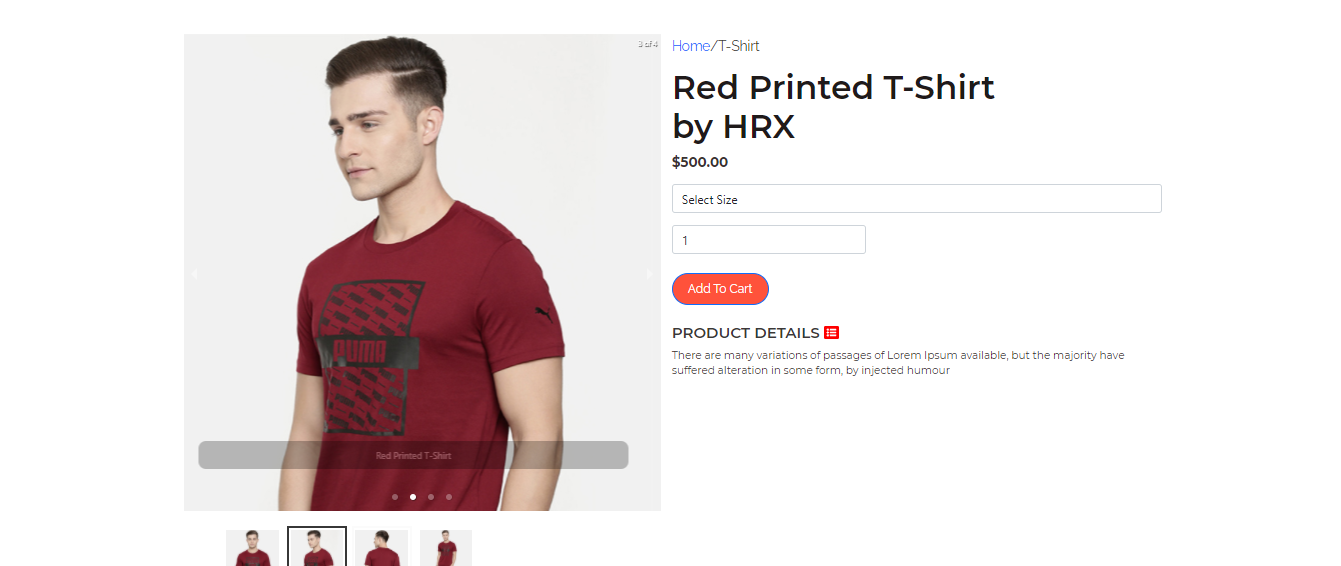 3 of 4
Home/T-Shirt
Red Printed T-Shirt
by HRX
$500.00
Select Size
1
Add To Cart
PRODUCT DETAILS
There are many variations of passages of Lorem Ipsum available, but the majority have
suffered alteration in some form, by injected humour
PUMA
Red Printed T-Shirt